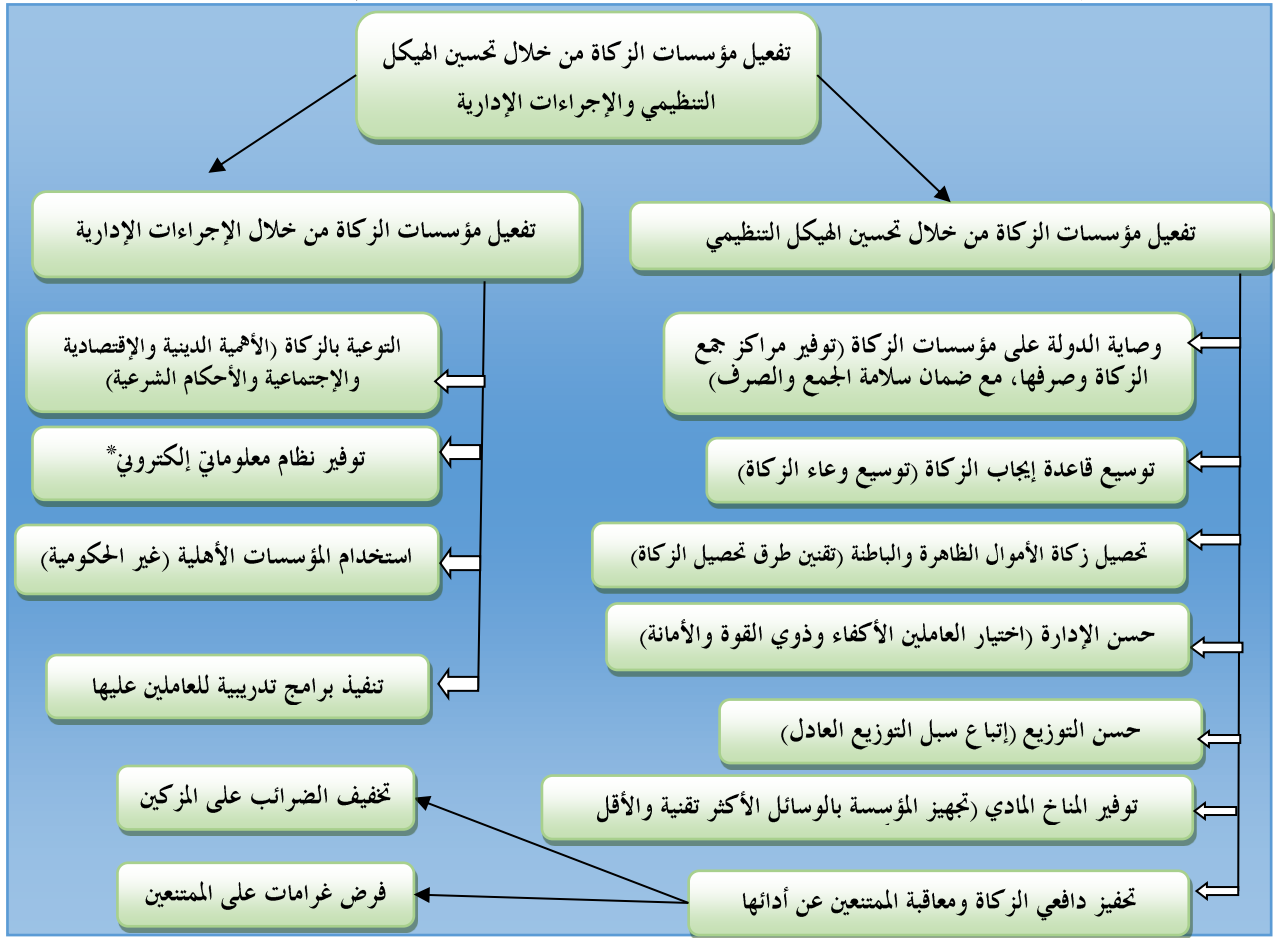 تفعيل مؤسسات الزكاة من خلال تحسين الهيكل
التنظيمي والإجراءات الإدارية
تفعيل مؤسسات الزكاة من خلال تحسين الهيكل التنظيمي
وصاية الدولة على مؤسسات الزكاة (توفير مراكز جمع
الزكاة وصرفها، مع ضمان سلامة الجمع والصرف)
توسيع قاعدة إيجاب الزكاة (توسيع وعاء الزكاة)
تحصيل زكاة الأموال الظاهرة والباطنة (تقنين طرق تحصيل الزكاة)
حسن الإدارة (اختيار العاملين الأكفاء وذوي القوة والأمانة)
حسن التوزيع (إتباع سبل التوزيع العادل)
توفير المناخ المادي (تجهيز المؤسسة بالوسائل الأكثر تقنية والأقل
تحفيز دافعي الزكاة ومعاقبة الممتنعين عن أدائها
تخفيف الضرائب على المزكين
فرض غرامات على الممتنعين
تفعيل مؤسسات الزكاة من خلال الإجراءات الإدارية
التوعية بالزكاة (الأهمية الدينية والإقتصادية
والإجتماعية والأحكام الشرعية)
توفير نظام معلوماتي إلكتروني*
استخدام المؤسسات الأهلية (غير الحكومية)
تنفيذ برامج تدريبية للعاملين عليها